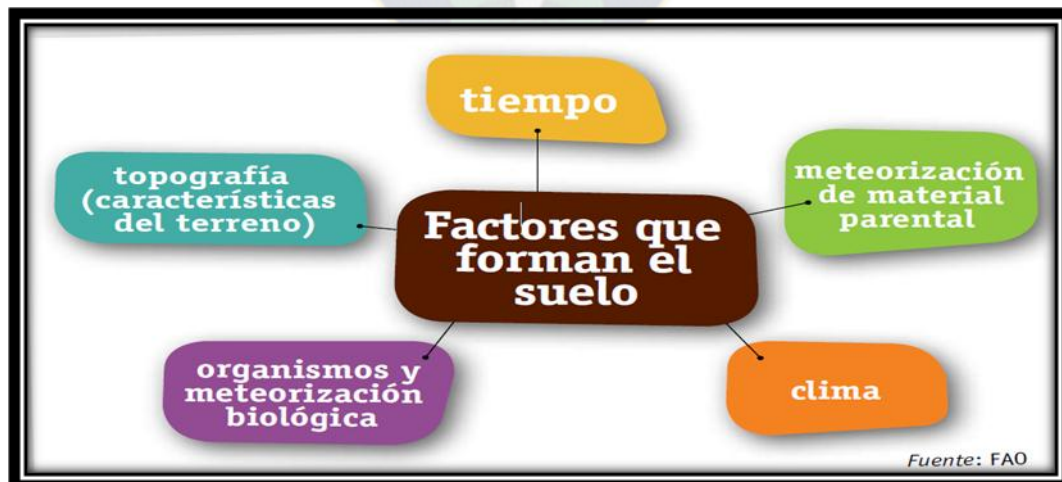 tiempo
topografía
(características
del terreno)
meteorización
de material
parental
Factores que
forman el
suelo
organismos y
meteorización
biológica
clima
Fuente: FAO